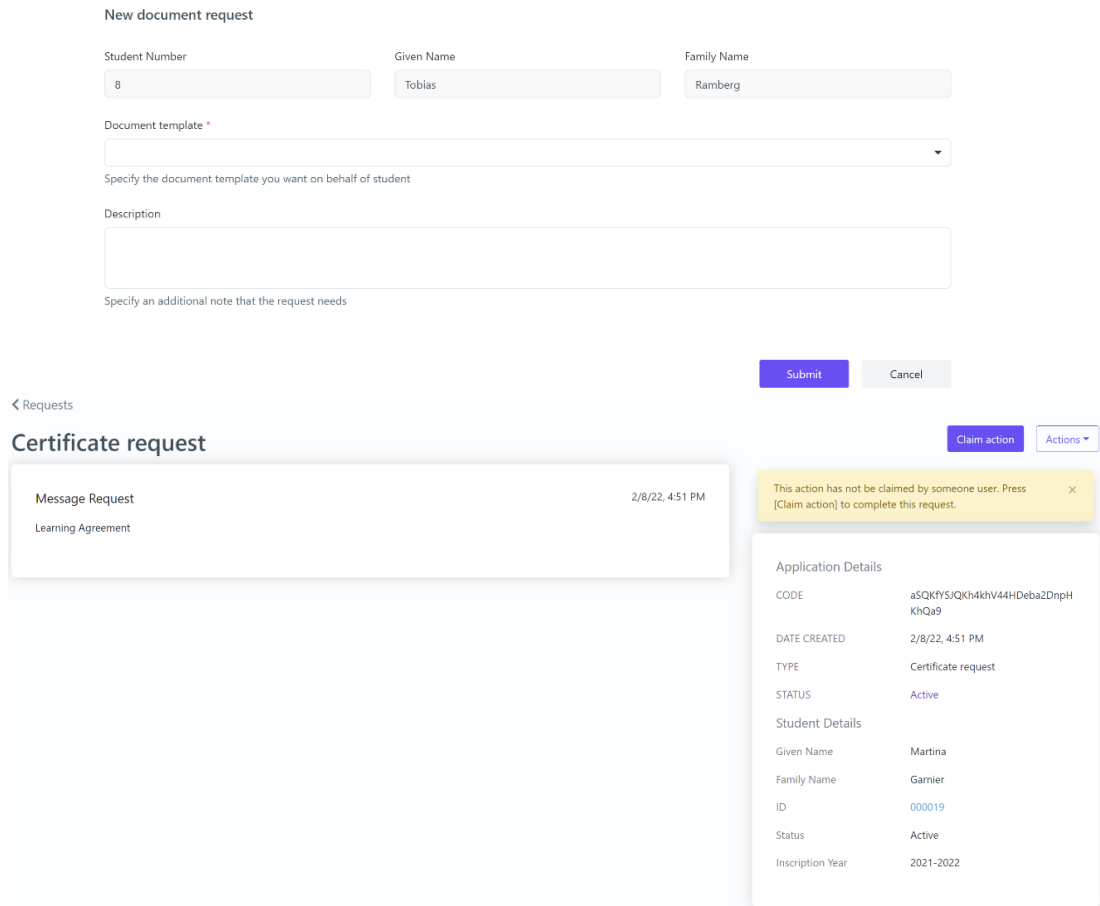 New document request
Student Number
Given Name
Family Name
8
Tobias
Ramberg
Document template *
Specify the document template you want on behalf of student
Description
Specify an additional note that the request needs
Submit
Cancel
Requests
Certificate request
Claim action
Actions
Message Request
2/8/22, 4:51 PM
Learning Agreement
This action has not be claimed by someone user. Press
[Claim action] to complete this request.
×
Application Details
CODE
aSQKfYSJQKh4khV44HDeba2DnpH
KhQa9
DATE CREATED
2/8/22, 4:51 PM
TYPE
Certificate request
STATUS
Active
Student Details
Given Name
Martina
Family Name
Garnier
ID
000019
Status
Active
Inscription Year
2021-2022